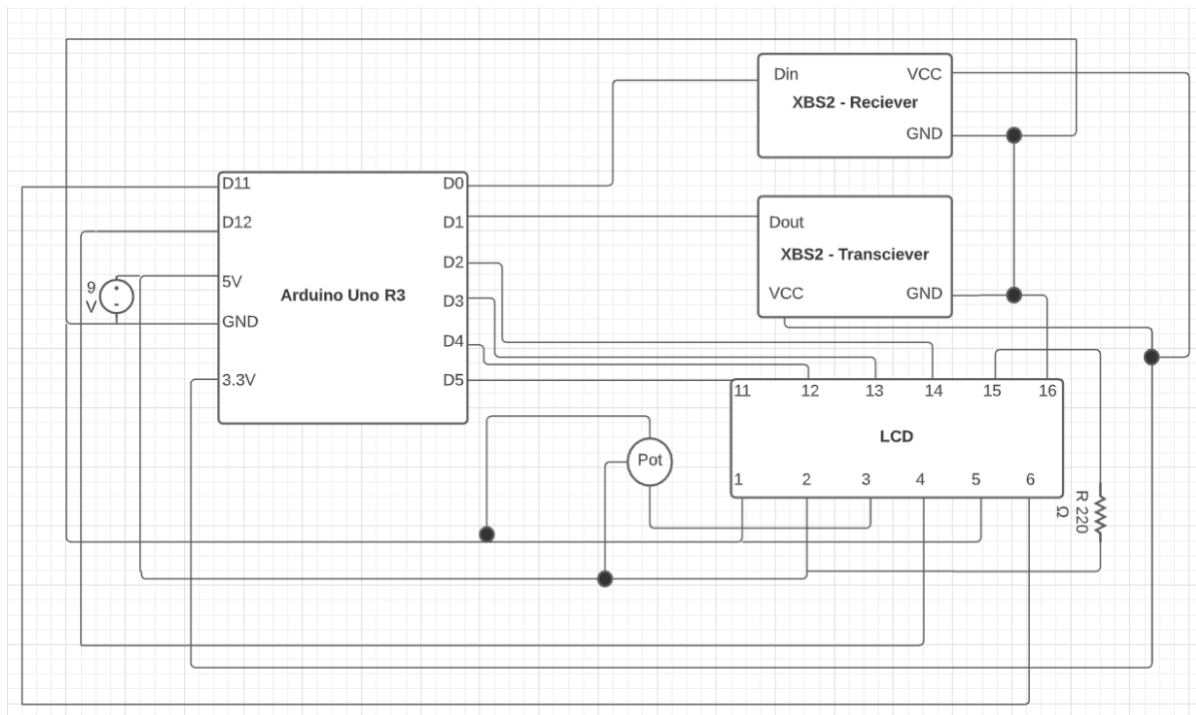 Din
VCC
XBS2 - Reciever
GND
D11
D0
D12
D1
Dout
XBS2 - Transciever
D2
5V
9
V
Arduino Uno R3
D3
VCC
GND
GND
D4
3.3V
D5
11
12
13
14
15
16
LCD
Pot
1
2
3
4
5
6
R 220
Ω